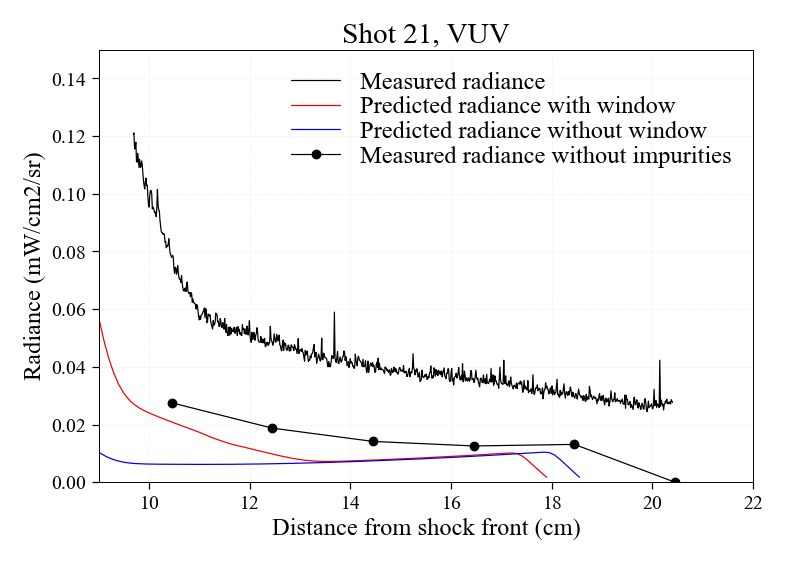 Shot 21, VUV
Measured radiance
Predicted radiance with window
Predicted radiance without window
Measured radiance without impurities
Radiance (mW/cm2/sr)
0.14
0.12
0.10
0.08
0.06
0.04
0.02
0.00
10 12 14 16 18 20 22
Distance from shock front (cm)